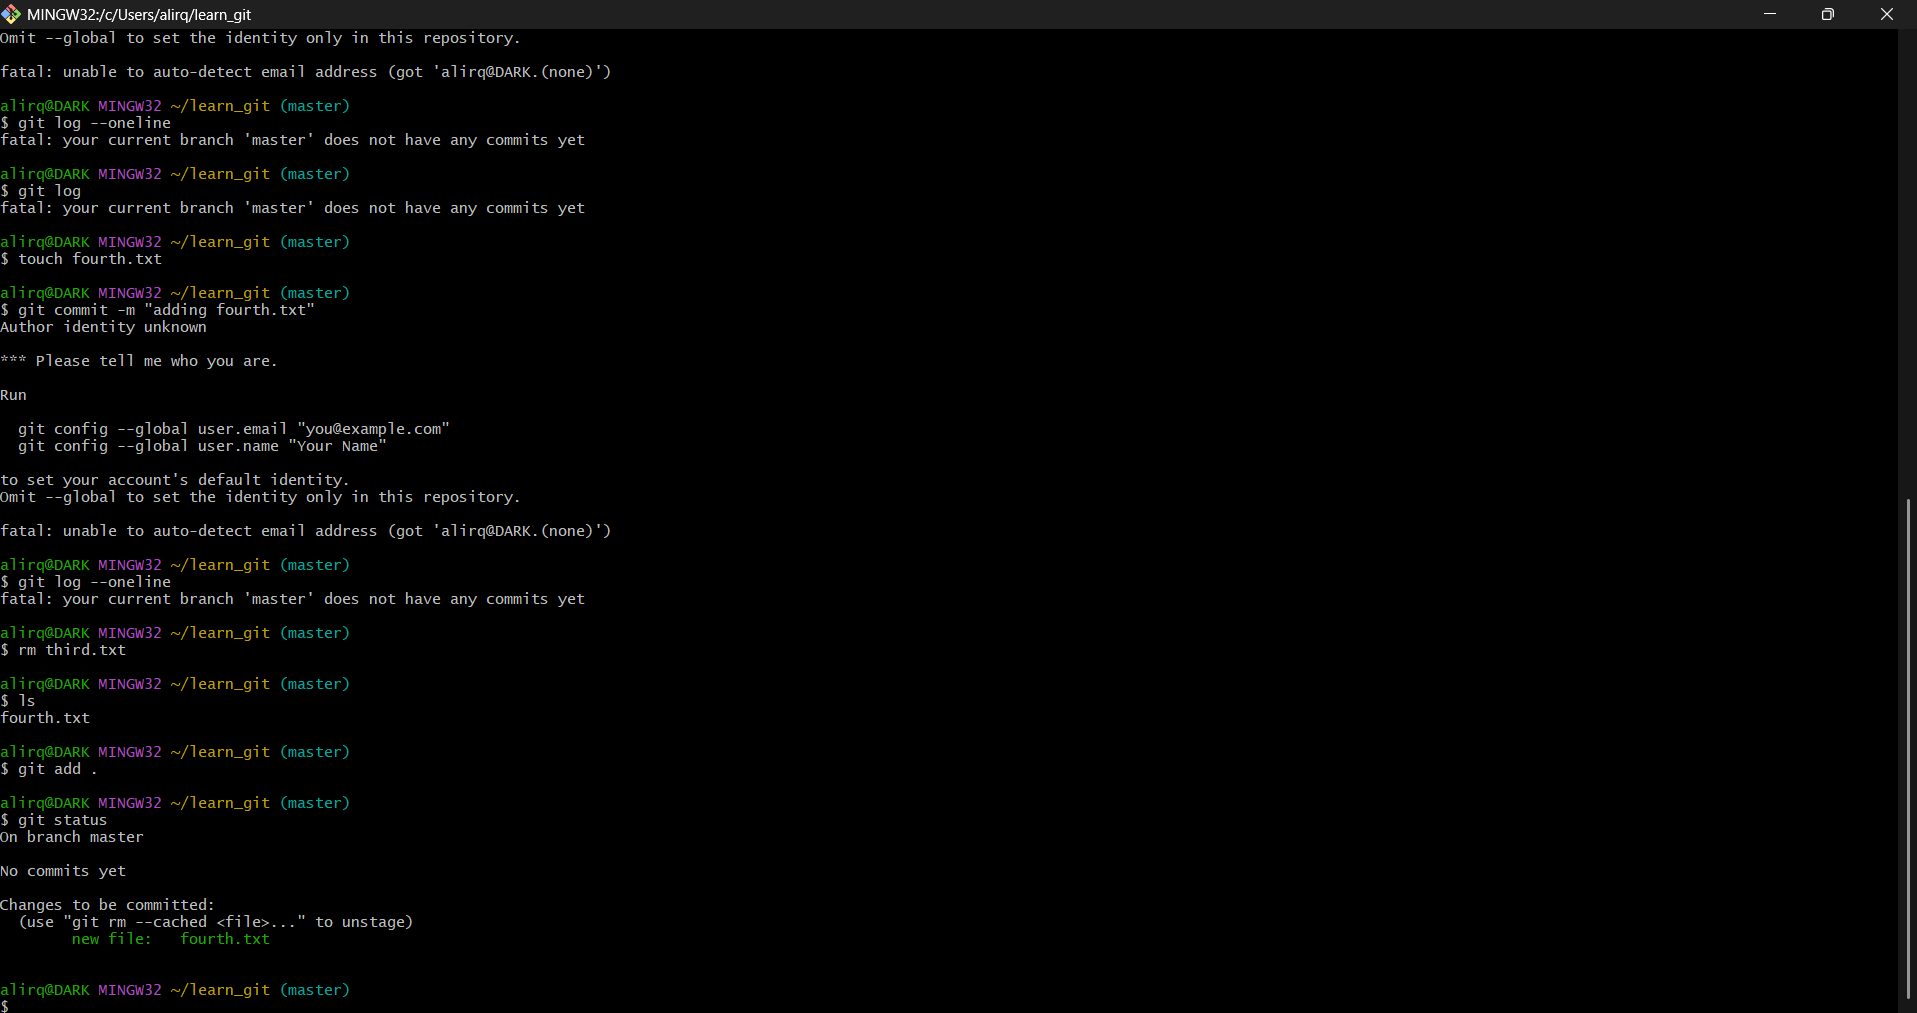 MINGW32:/c/Users/alirq/learn_git
Omit --global to set the identity only in this repository.
fatal: unable to auto-detect email address (got 'alirq@DARK.(none)')
alirq@DARK MINGW32 ~/learn_git (master)
$ git log --oneline
fatal: your current branch 'master' does not have any commits yet
alirq@DARK MINGW32 ~/learn_git (master)
$ git log
fatal: your current branch 'master' does not have any commits yet
alirq@DARK MINGW32 ~/learn_git (master)
$ touch fourth.txt
alirq@DARK MINGW32 ~/learn_git (master)
$ git commit -m "adding fourth.txt"
Author identity unknown
*** Please tell me who you are.
Run
  git config --global user.email "you@example.com"
  git config --global user.name "Your Name"
to set your account's default identity.
Omit --global to set the identity only in this repository.
fatal: unable to auto-detect email address (got 'alirq@DARK.(none)')
alirq@DARK MINGW32 ~/learn_git (master)
$ git log --oneline
fatal: your current branch 'master' does not have any commits yet
alirq@DARK MINGW32 ~/learn_git (master)
$ rm third.txt
alirq@DARK MINGW32 ~/learn_git (master)
$ ls
fourth.txt
alirq@DARK MINGW32 ~/learn_git (master)
$ git add .
alirq@DARK MINGW32 ~/learn_git (master)
$ git status
On branch master
No commits yet
Changes to be committed:
  (use "git rm --cached <file>..." to unstage)
        new file:   fourth.txt
alirq@DARK MINGW32 ~/learn_git (master)
$